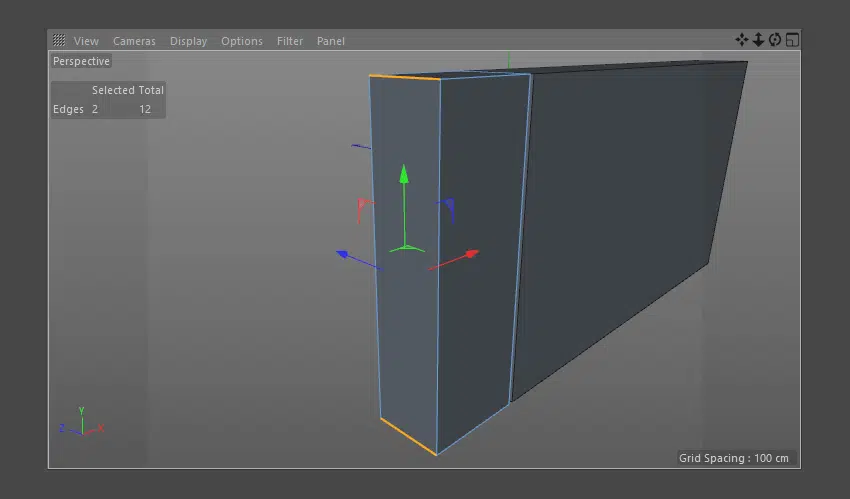 View Cameras Display Options Filter Panel
Perspective
Selected Total
Edges 2 12
Y
Z X
Grid Spacing : 100 cm